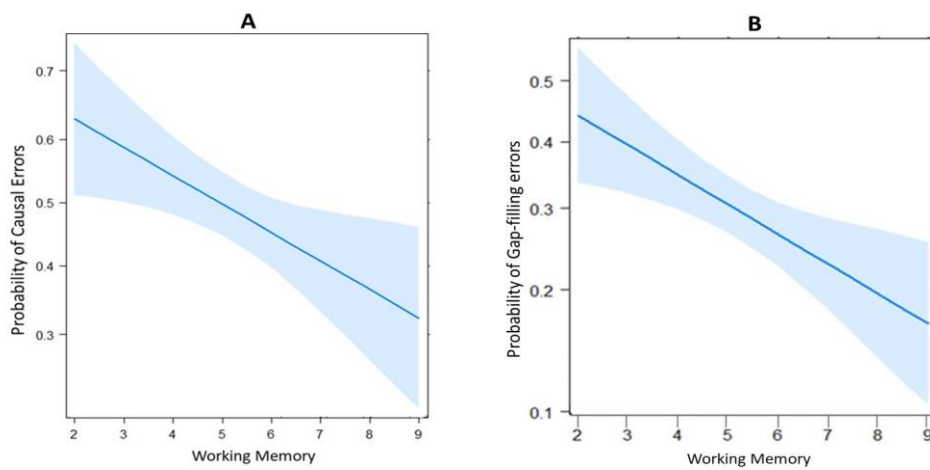 A
Probability of Causal Errors
0.7
0.6
0.5
0.4
0.3
2 3 4 5 6 7 8 9
Working Memory
B
Probability of Gap-filling errors
0.5
0.4
0.3
0.2
0.1
2 3 4 5 6 7 8 9
Working Memory